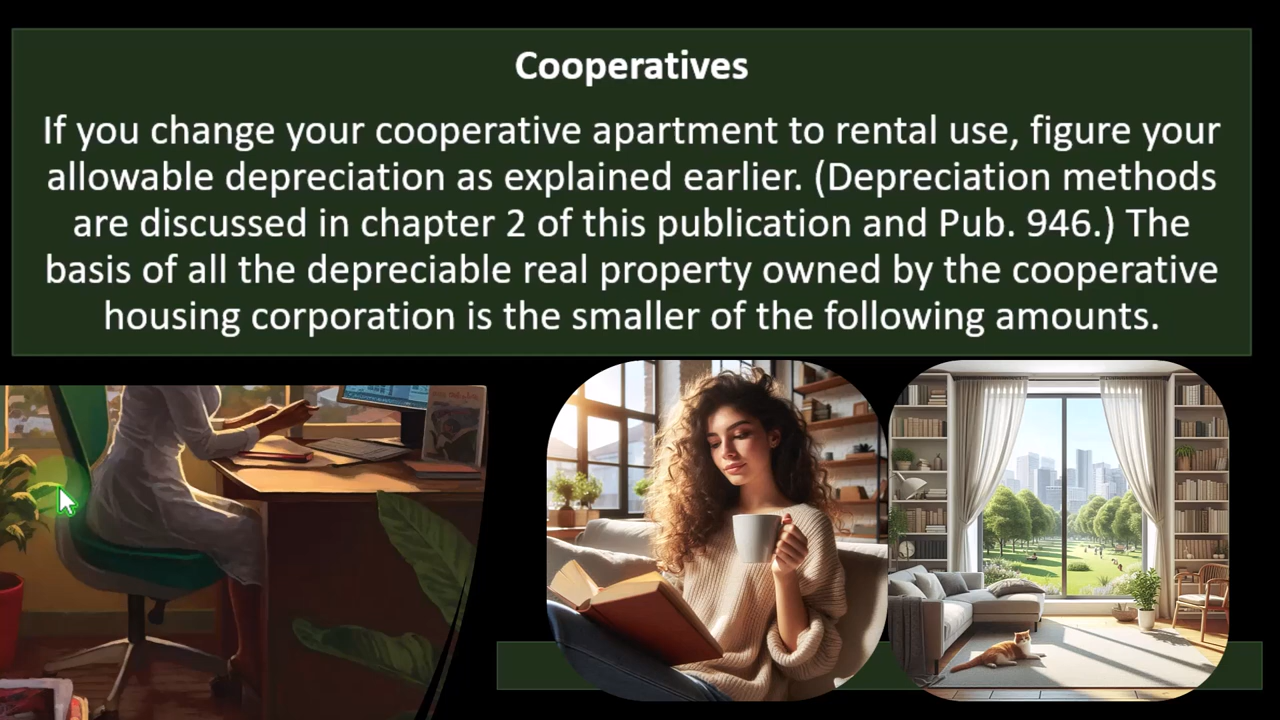 Cooperatives
If you change your cooperative apartment to rental use, figure your
allowable depreciation as explained earlier. (Depreciation methods
are discussed in chapter 2 of this publication and Pub. 946.) The
basis of all the depreciable real property owned by the cooperative
housing corporation is the smaller of the following amounts.